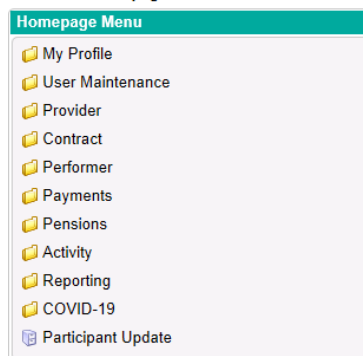 Homepage Menu
My Profile
User Maintenance
Provider
Contract
Performer
Payments
Pensions
Activity
Reporting
COVID-19
Participant Update